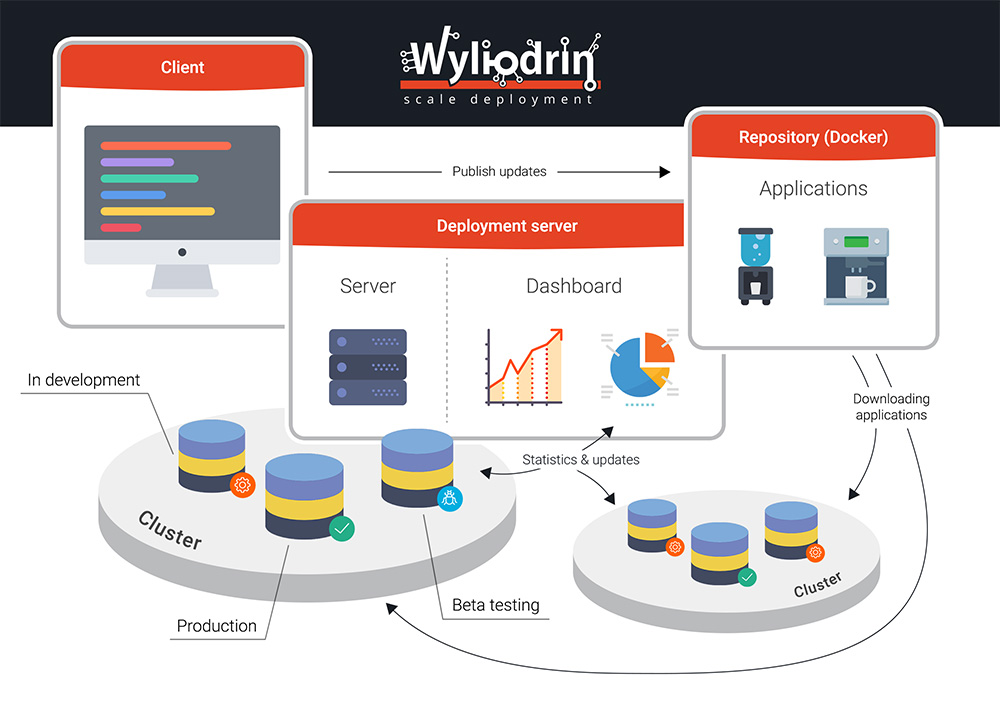 Wyliodrin
scale deployment
Client
Repository (Docker)
Publish updates
Applications
Deployment server
Server
Dashboard
In development
Downloading
applications
Statistics & updates
Cluster
Cluster
Beta testing
Production